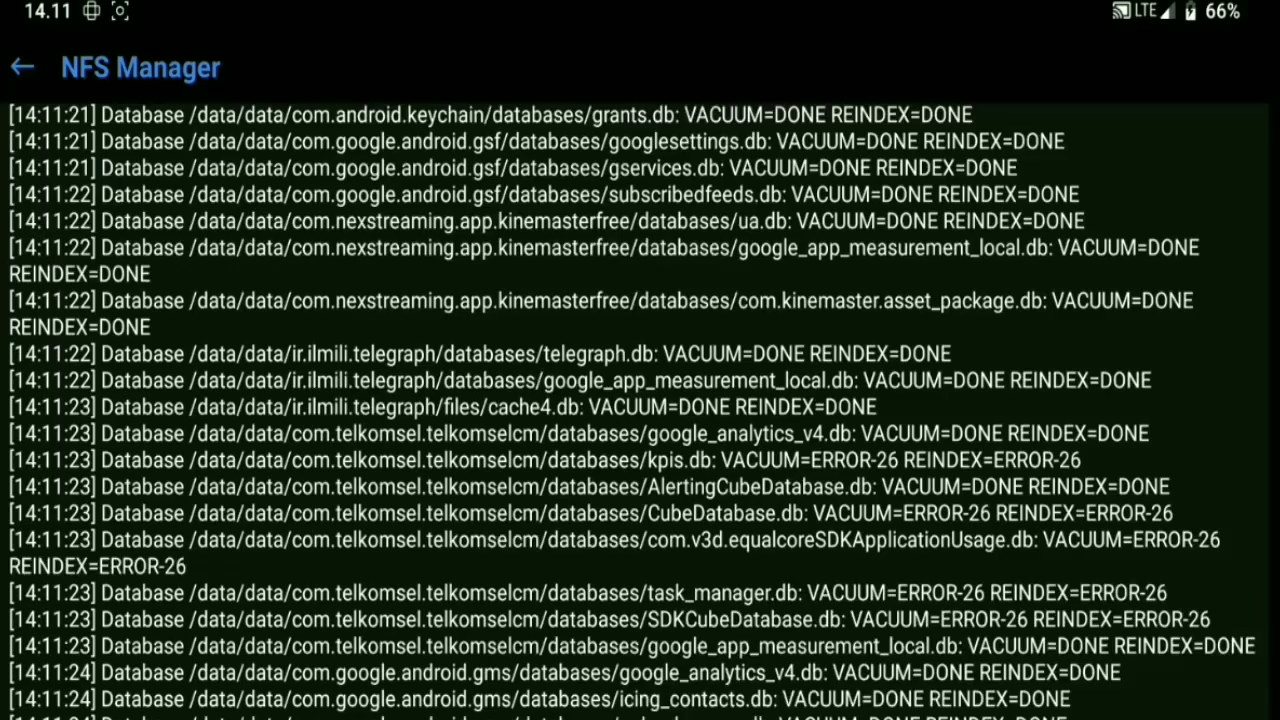 14.11
LTE 66%
NFS Manager
[14:11:21] Database /data/data/com.android.keychain/databases/grants.db: VACUUM=DONE REINDEX=DONE
[14:11:21] Database /data/data/com.google.android.gsf/databases/googlesettings.db: VACUUM=DONE REINDEX=DONE
[14:11:21] Database /data/data/com.google.android.gsf/databases/gservices.db: VACUUM=DONE REINDEX=DONE
[14:11:22] Database /data/data/com.google.android.gsf/databases/subscribedfeeds.db: VACUUM=DONE REINDEX=DONE
[14:11:22] Database /data/data/com.nexstreaming.app.kinemasterfree/databases/ua.db: VACUUM=DONE REINDEX=DONE
[14:11:22] Database /data/data/com.nexstreaming.app.kinemasterfree/databases/google_app_measurement_local.db: VACUUM=DONE
REINDEX=DONE
[14:11:22] Database /data/data/com.nexstreaming.app.kinemasterfree/databases/com.kinemaster.asset_package.db: VACUUM=DONE
REINDEX=DONE
[14:11:22] Database /data/data/ir.ilmili.telegraph/databases/telegraph.db: VACUUM=DONE REINDEX=DONE
[14:11:22] Database /data/data/ir.ilmili.telegraph/databases/google_app_measurement_local.db: VACUUM=DONE REINDEX=DONE
[14:11:23] Database /data/data/ir.ilmili.telegraph/files/cache4.db: VACUUM=DONE REINDEX=DONE
[14:11:23] Database /data/data/com.telkomsel.telkomselcm/databases/google_analytics_v4.db: VACUUM=DONE REINDEX=DONE
[14:11:23] Database /data/data/com.telkomsel.telkomselcm/databases/kpis.db: VACUUM=ERROR-26 REINDEX=ERROR-26
[14:11:23] Database /data/data/com.telkomsel.telkomselcm/databases/AlertingCubeDatabase.db: VACUUM=DONE REINDEX=DONE
[14:11:23] Database /data/data/com.telkomsel.telkomselcm/databases/CubeDatabase.db: VACUUM=ERROR-26 REINDEX=ERROR-26
[14:11:23] Database /data/data/com.telkomsel.telkomselcm/databases/com.v3d.equalcoreSDKApplicationUsage.db: VACUUM=ERROR-26
REINDEX=ERROR-26
[14:11:23] Database /data/data/com.telkomsel.telkomselcm/databases/task_manager.db: VACUUM=ERROR-26 REINDEX=ERROR-26
[14:11:23] Database /data/data/com.telkomsel.telkomselcm/databases/SDKCubeDatabase.db: VACUUM=ERROR-26 REINDEX=ERROR-26
[14:11:23] Database /data/data/com.telkomsel.telkomselcm/databases/google_app_measurement_local.db: VACUUM=DONE REINDEX=DONE
[14:11:24] Database /data/data/com.google.android.gms/databases/google_analytics_v4.db: VACUUM=DONE REINDEX=DONE
[14:11:24] Database /data/data/com.google.android.gms/databases/icing_contacts.db: VACUUM=DONE REINDEX=DONE